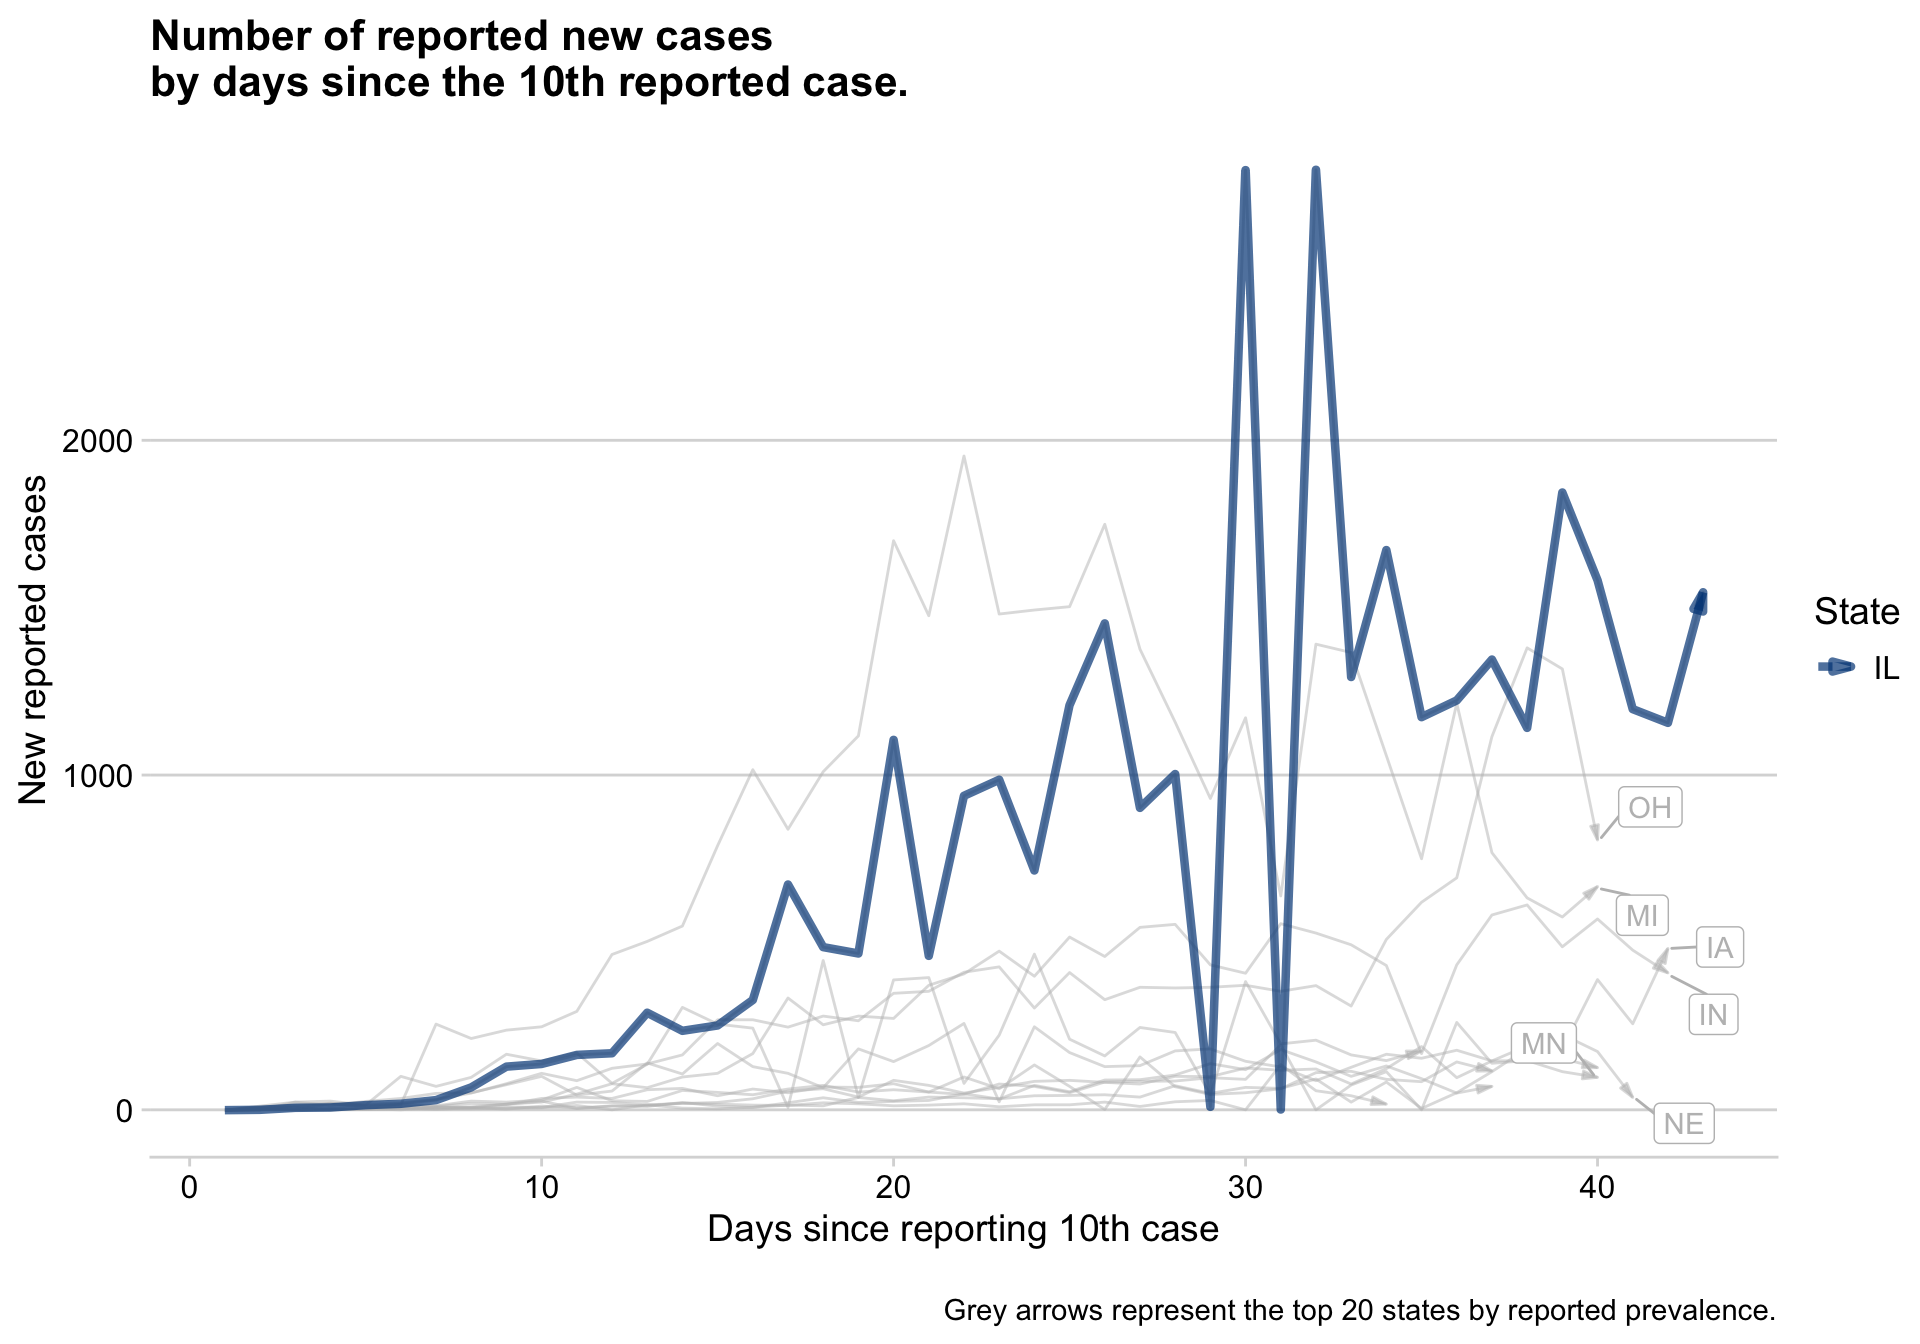 Number of reported new cases
by days since the 10th reported case.
New reported cases
2000
1000
0
OH
MI
IA
IN
MN
NE
State
IL
0 10 20 30 40
Days since reporting 10th case
Grey arrows represent the top 20 states by reported prevalence.